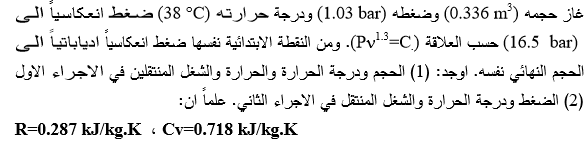 غاز حجمه (0.336 m³) وضغطه (1.03 bar) ودرجة حرارته (38 °C) ضغط انعكاسياً الى
(16.5 bar) حسب العلاقة (Pv^1.3=C). ومن النقطة الابتدائية نفسها ضغط انعكاسياً ادياباتياً الى
الحجم النهائي نفسه. اوجد: (1) الحجم ودرجة الحرارة والحرارة والشغل المنتقلين في الاجراء الاول
(2) الضغط ودرجة الحرارة والشغل المنتقل في الاجراء الثاني. علماً ان:
R=0.287 kJ/kg.K ، Cv=0.718 kJ/kg.K